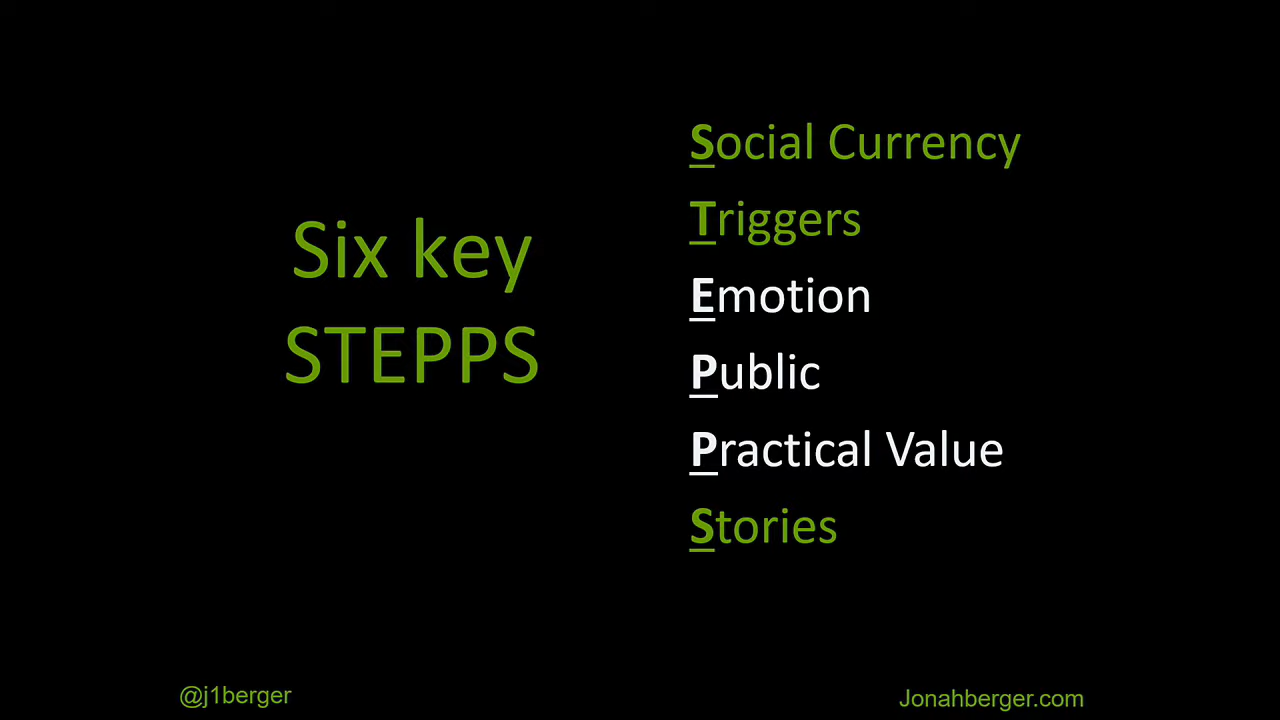 Six key
STEPPS
Social Currency
Triggers
Emotion
Public
Practical Value
Stories
@j1berger
Jonahberger.com